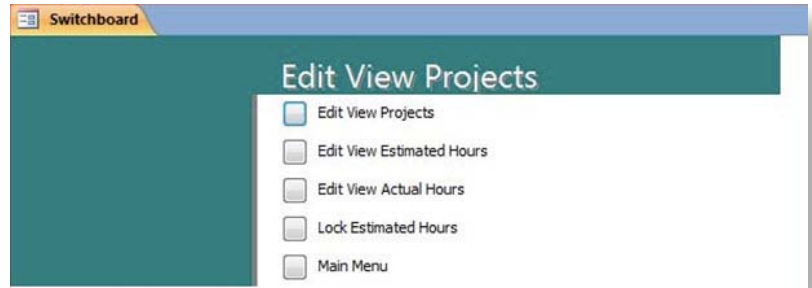 Switchboard
Edit View Projects
Edit View Projects
Edit View Estimated Hours
Edit View Actual Hours
Lock Estimated Hours
Main Menu